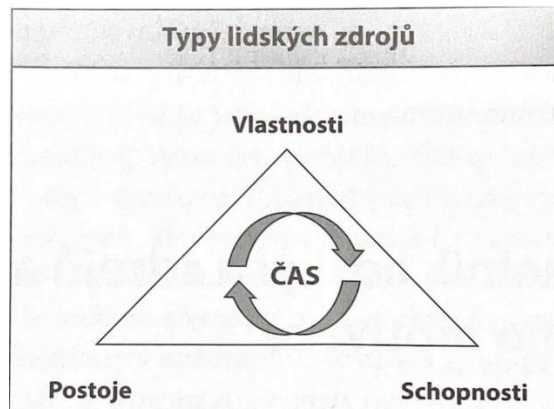 Typy lidských zdrojů
Vlastnosti
ČAS
Postoje
Schopnosti